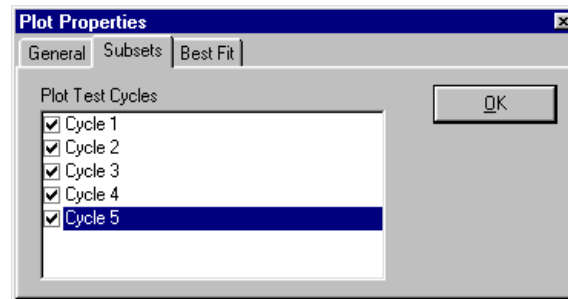 Plot Properties
General Subsets Best Fit
Plot Test Cycles
OK
Cycle 1
Cycle 2
Cycle 3
Cycle 4
Cycle 5